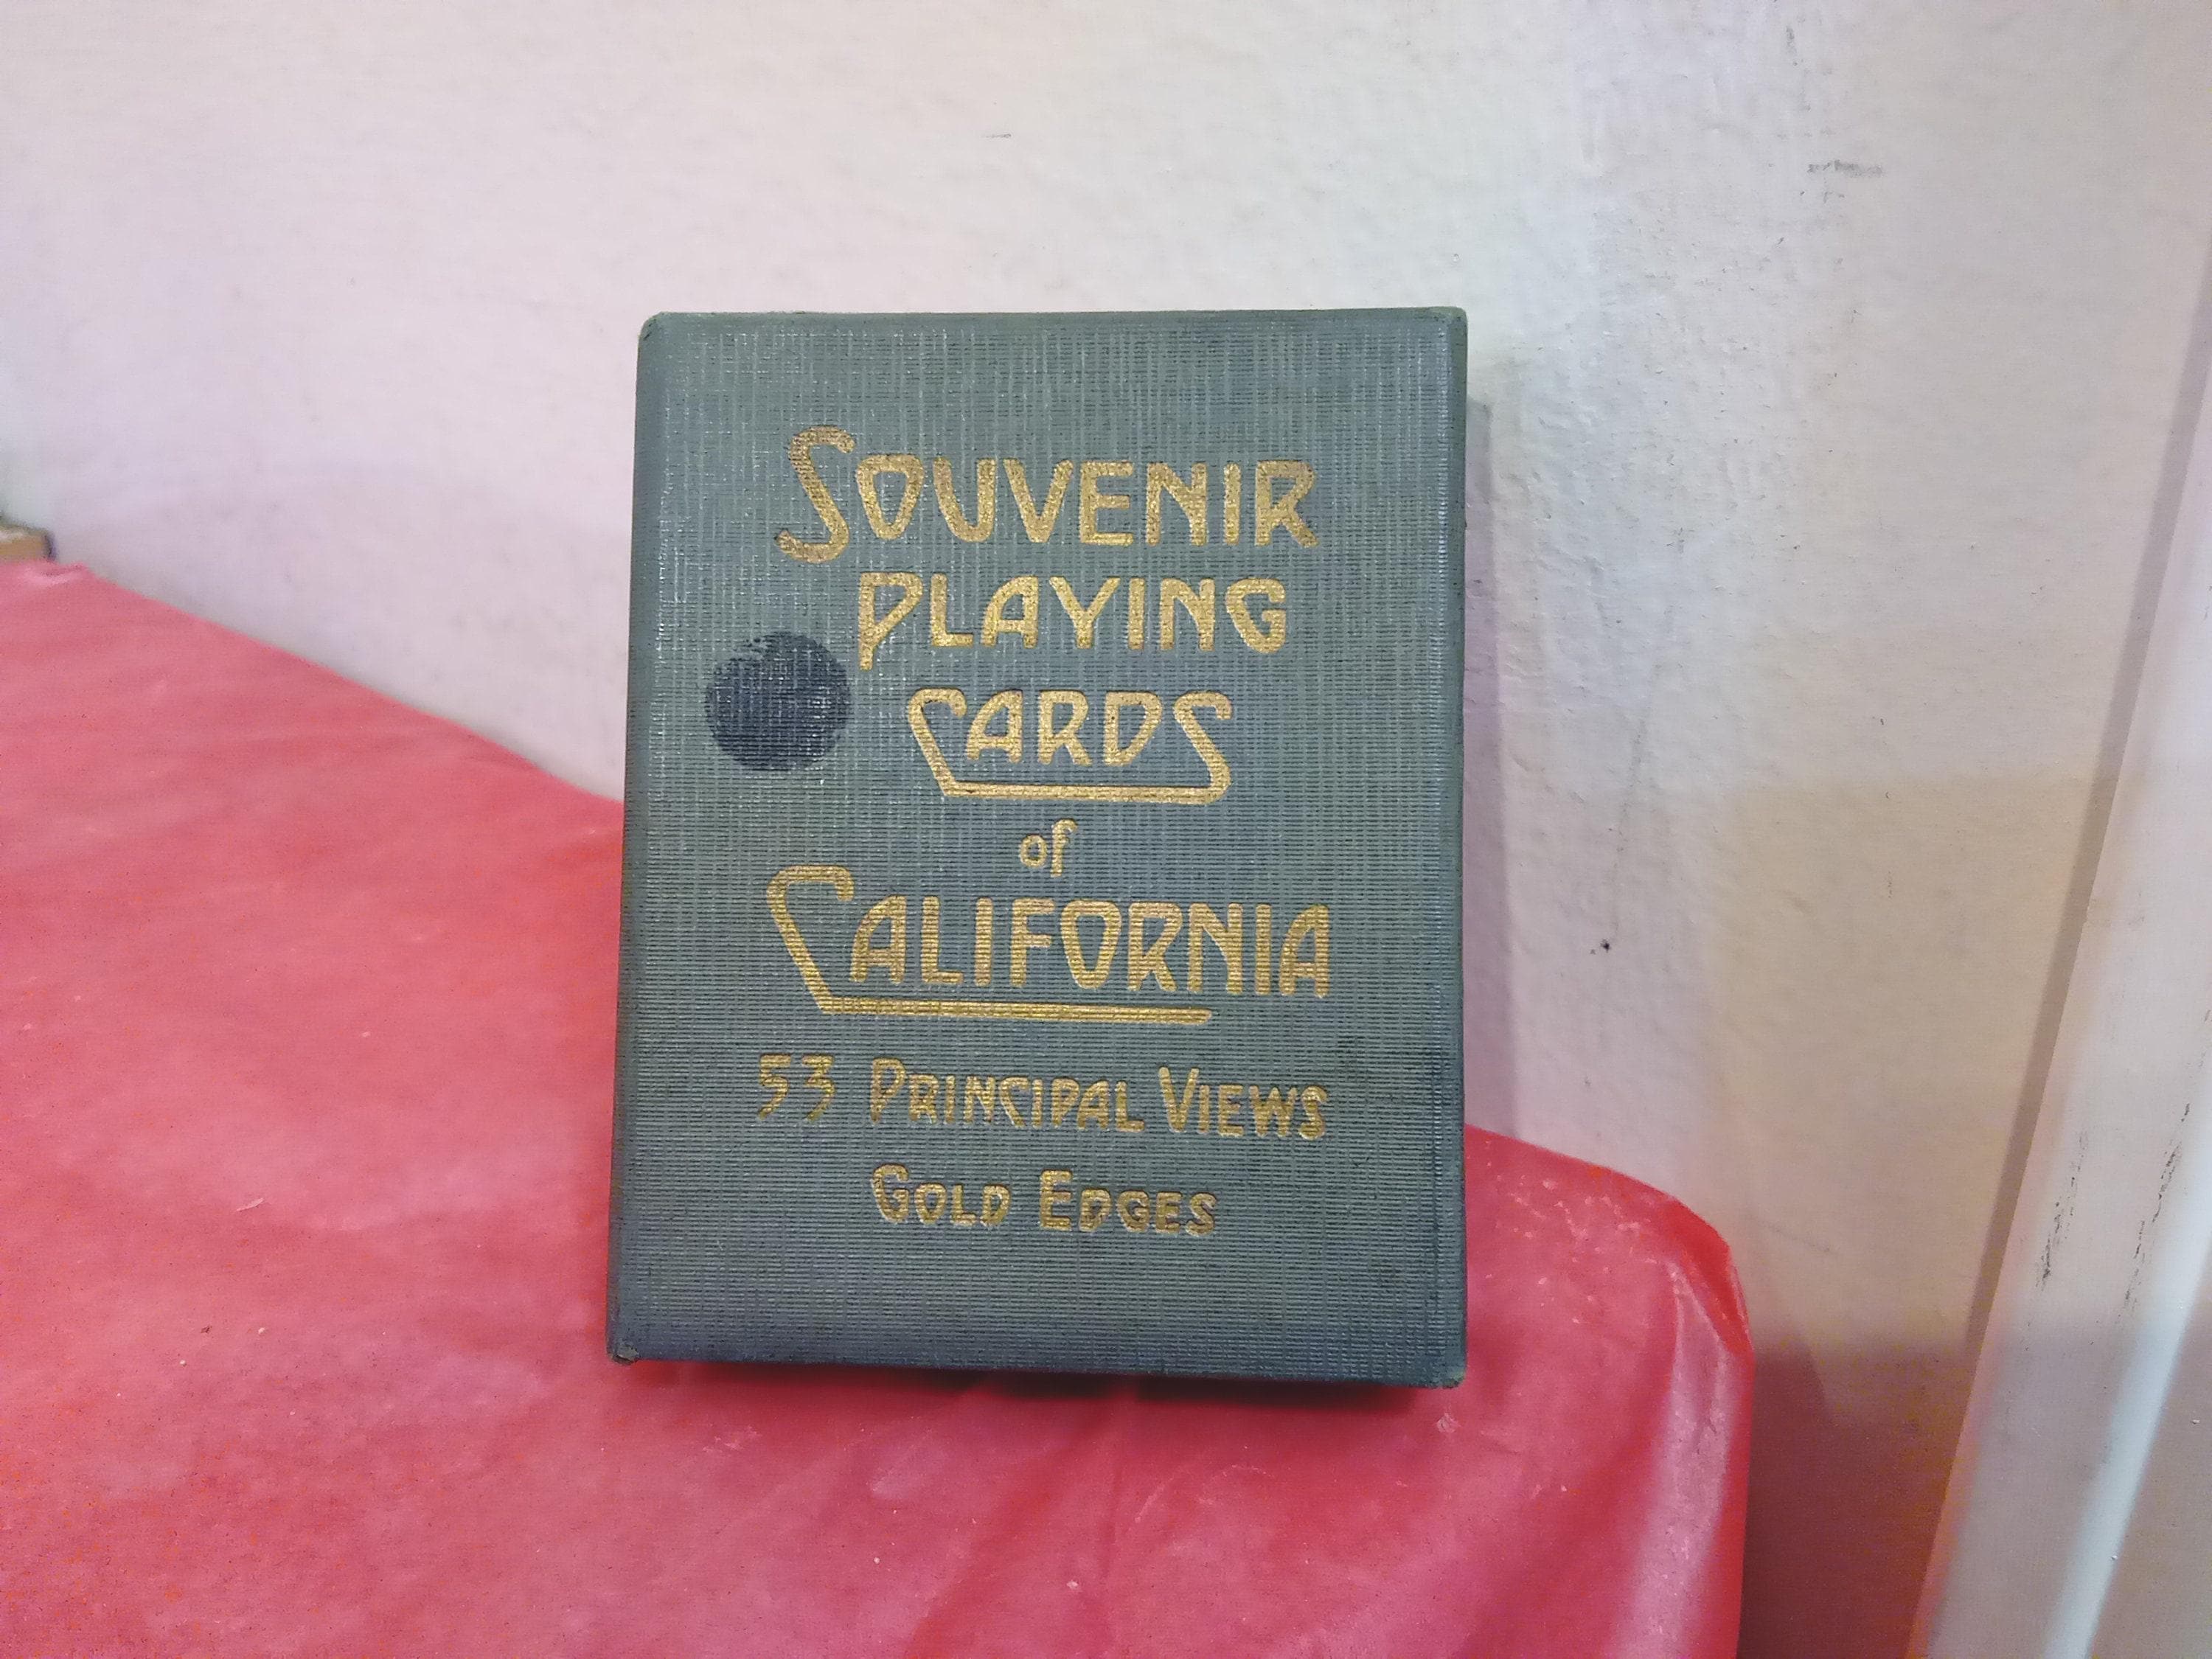 SOUVENIR
PLAYING
CARDS
of
CALIFORNIA
53 PRINCIPAL VIEWS
GOLD EDGES